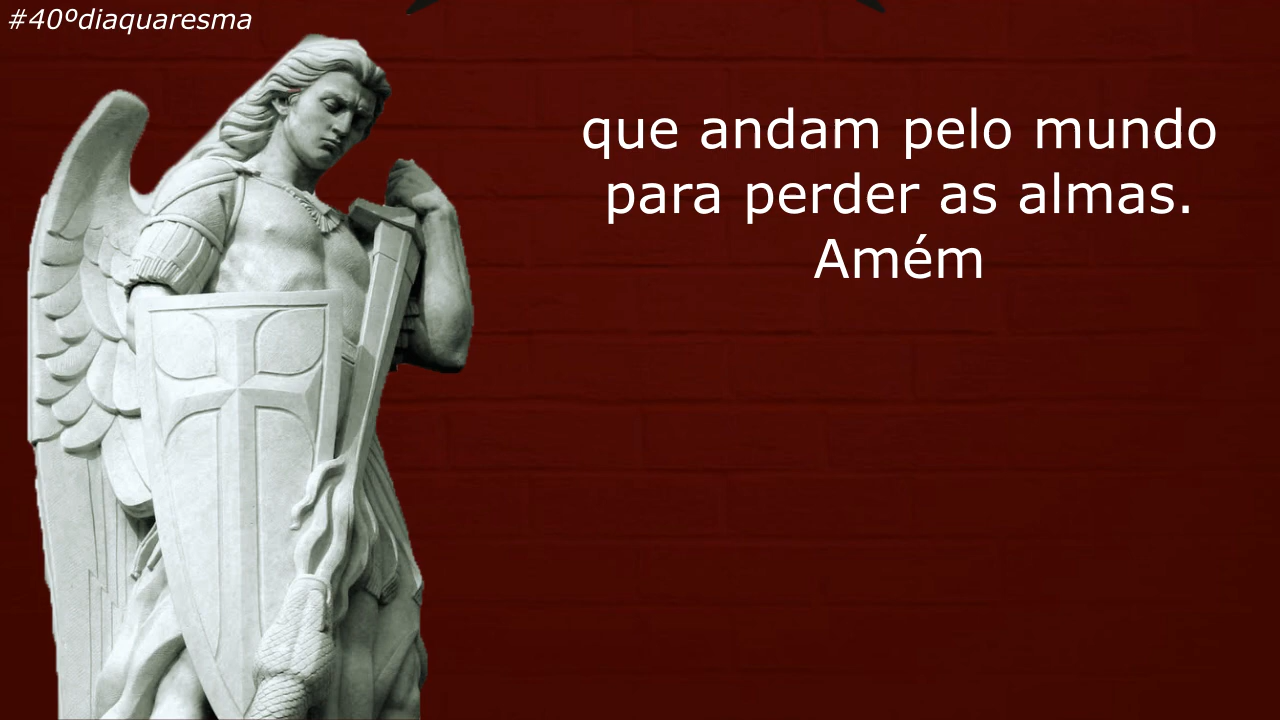 #40ºdiaquaresma
que andam pelo mundo
para perder as almas.
Amém